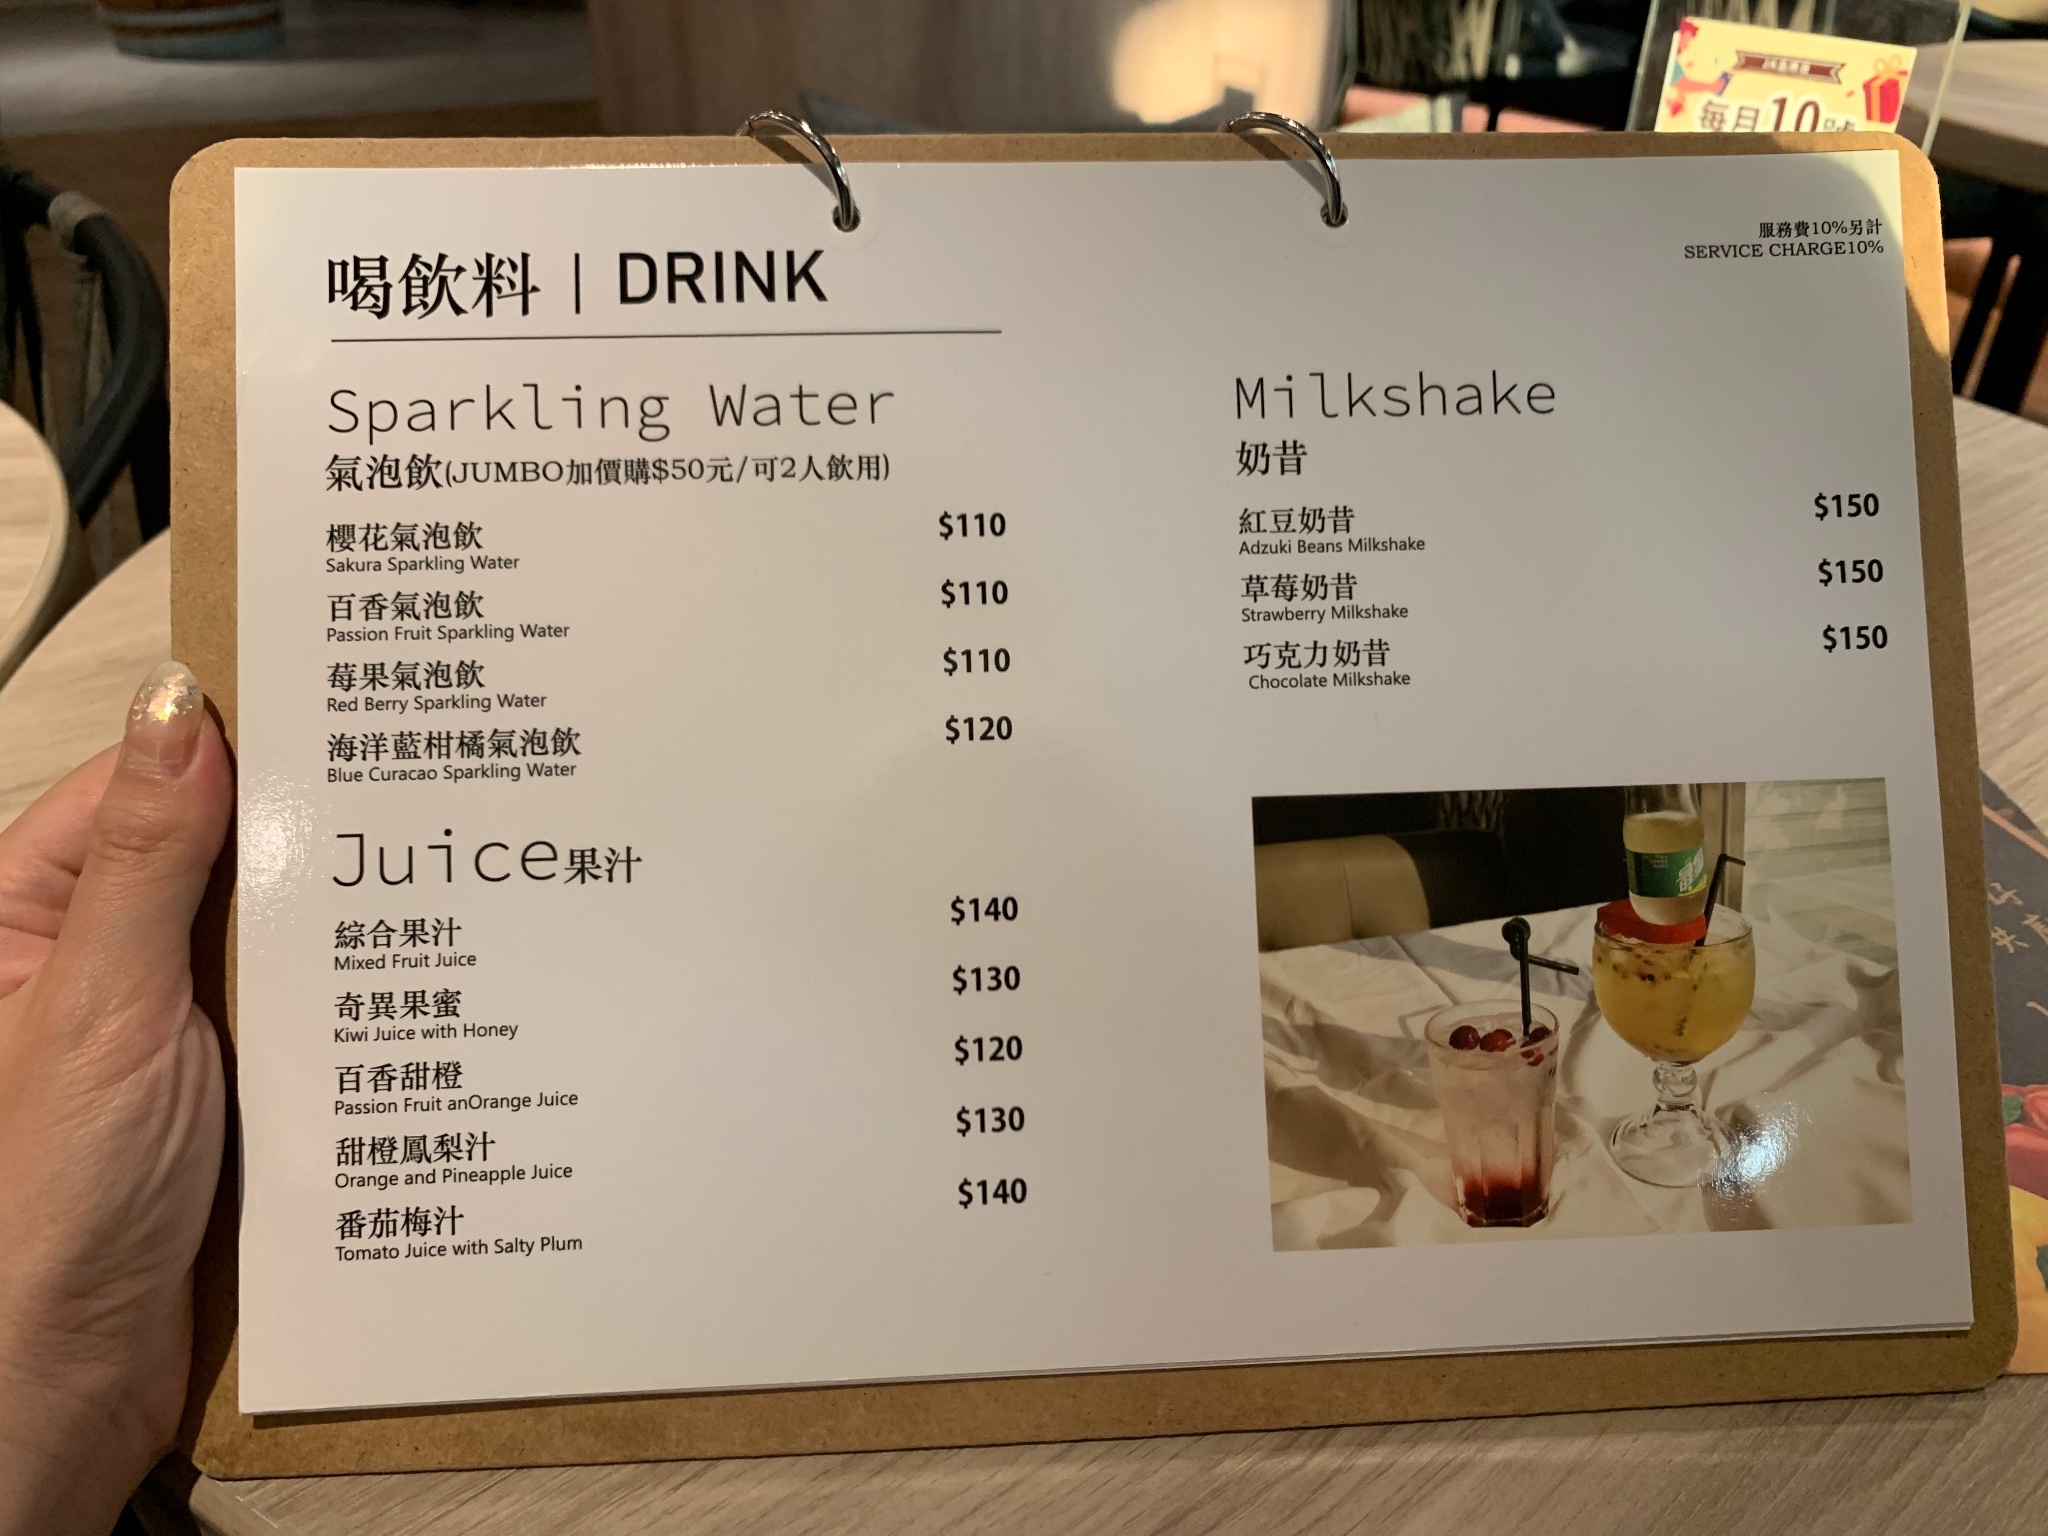 每月10號
服務費10%另計
SERVICE CHARGE10%
喝飲料 | DRINK
Sparkling Water
氣泡飲(JUMBO加價購$50元/可2人飲用)
櫻花氣泡飲 $110
Sakura Sparkling Water
百香氣泡飲 $110
Passion Fruit Sparkling Water
莓果氣泡飲 $110
Red Berry Sparkling Water
海洋藍柑橘氣泡飲 $120
Blue Curacao Sparkling Water
Juice果汁
綜合果汁 $140
Mixed Fruit Juice
奇異果蜜 $130
Kiwi Juice with Honey
百香甜橙 $120
Passion Fruit anOrange Juice
甜橙鳳梨汁 $130
Orange and Pineapple Juice
番茄梅汁 $140
Tomato Juice with Salty Plum
Milkshake
奶昔
紅豆奶昔 $150
Adzuki Beans Milkshake
草莓奶昔 $150
Strawberry Milkshake
巧克力奶昔 $150
Chocolate Milkshake